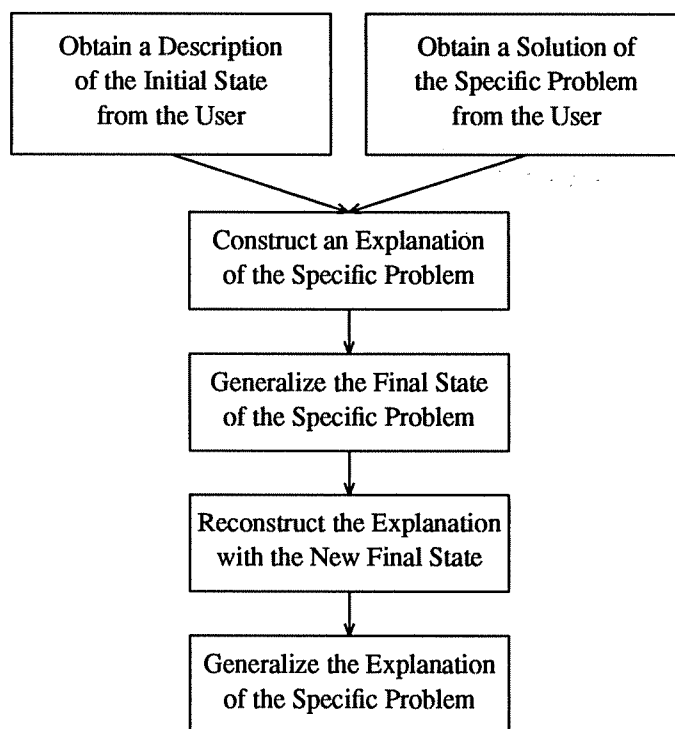 Obtain a Description
of the Initial State
from the User
Obtain a Solution of
the Specific Problem
from the User
Construct an Explanation
of the Specific Problem
Generalize the Final State
of the Specific Problem
Reconstruct the Explanation
with the New Final State
Generalize the Explanation
of the Specific Problem